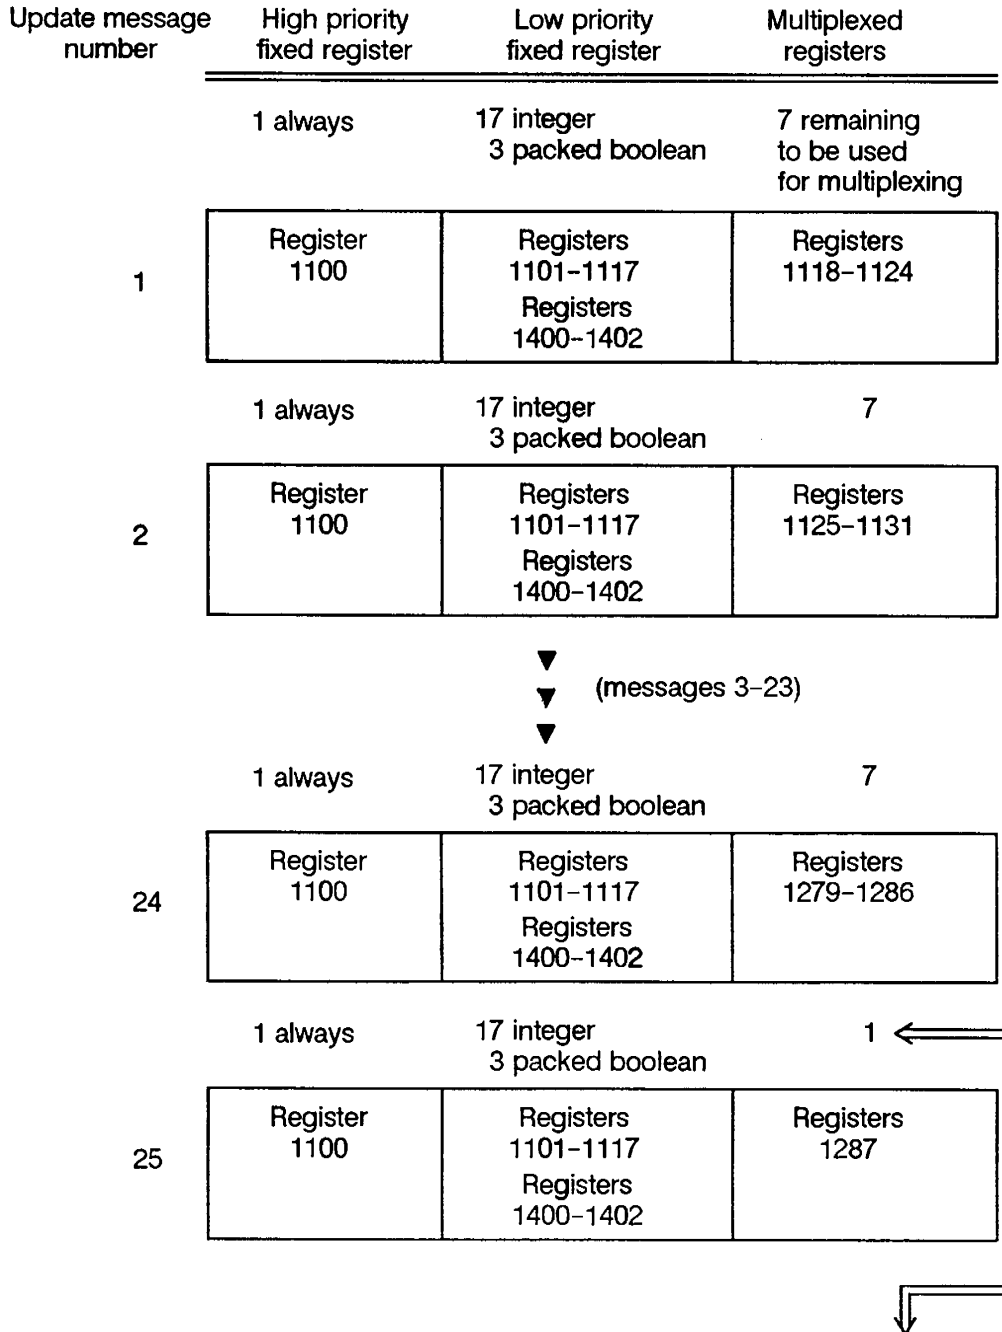 Update message number
High priority fixed register
Low priority fixed register
Multiplexed registers
1 always
17 integer
3 packed boolean
7 remaining
to be used
for multiplexing
1
Register
1100
Registers
1101-1117
Registers
1400-1402
Registers
1118-1124
1 always
17 integer
3 packed boolean
7
2
Register
1100
Registers
1101-1117
Registers
1400-1402
Registers
1125-1131
(messages 3-23)
1 always
17 integer
3 packed boolean
7
24
Register
1100
Registers
1101-1117
Registers
1400-1402
Registers
1279-1286
1 always
17 integer
3 packed boolean
1
25
Register
1100
Registers
1101-1117
Registers
1400-1402
Registers
1287